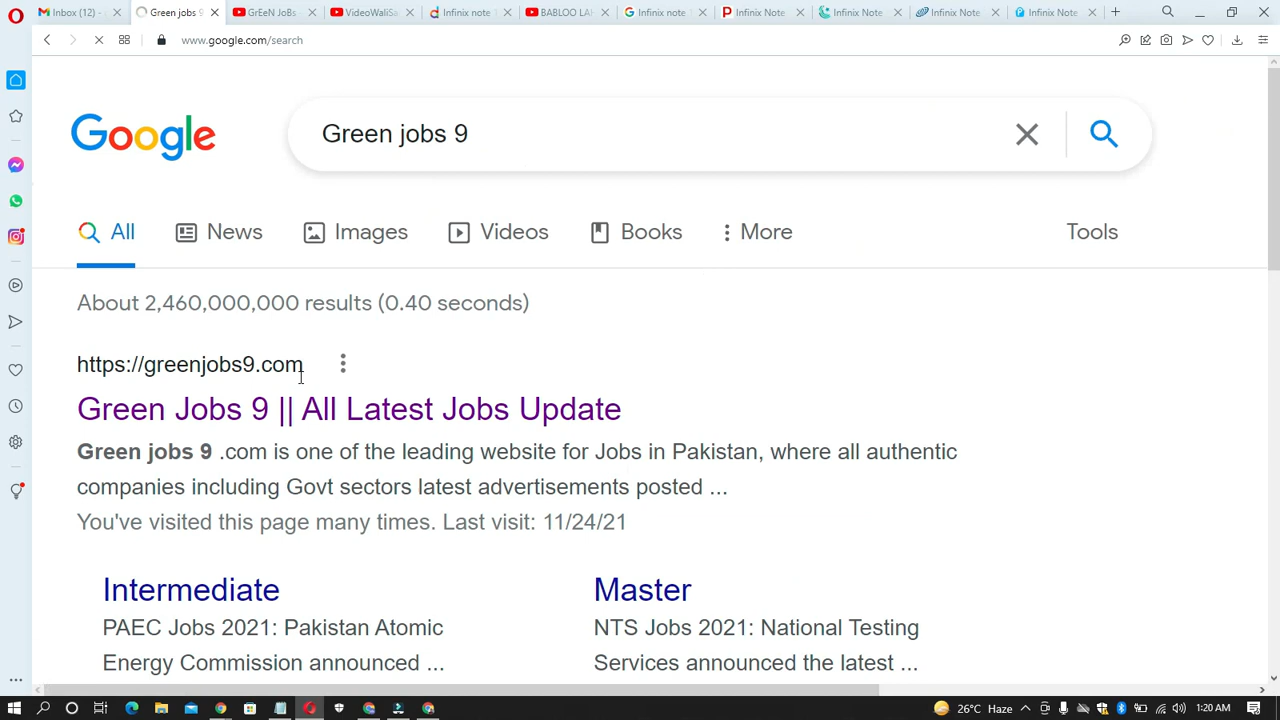 Inbox (12) -
Green jobs 9
GrEeN JoBs
VideoWaliSa
Infinix note
BABLOO LAH
Infinix note
Infinix Note
Infinix Note
Infinix Note
Infinix Note
www.google.com/search
Google
Green jobs 9
All
News
Images
Videos
Books
More
Tools
About 2,460,000,000 results (0.40 seconds)
https://greenjobs9.com
Green Jobs 9 || All Latest Jobs Update
Green jobs 9 .com is one of the leading website for Jobs in Pakistan, where all authentic
companies including Govt sectors latest advertisements posted ...
You've visited this page many times. Last visit: 11/24/21
Intermediate
Master
PAEC Jobs 2021: Pakistan Atomic
NTS Jobs 2021: National Testing
Energy Commission announced ...
Services announced the latest ...
26°C Haze
1:20 AM